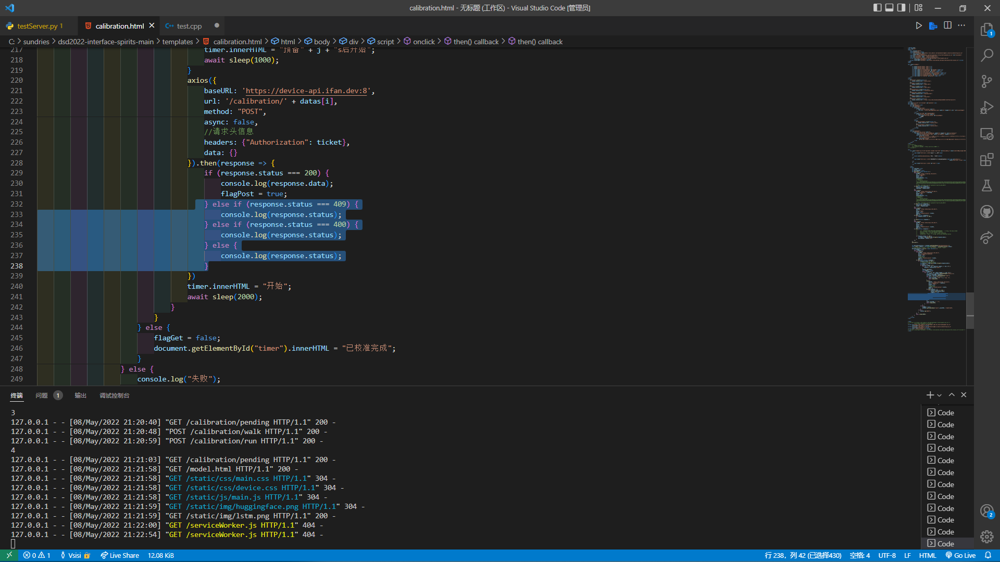 calibration.html - 无标题 (工作区) - Visual Studio Code [管理员]
testServer.py 1
calibration.html
test.cpp
C: > sundries > dsd2022-interface-spirits-main > templates > calibration.html > html > body > div > script > onclick > then() callback > then() callback
217 timer.innerHTML = "预备" + j + "s后开始";
218 await sleep(1000);
219 }
220 axios({
221 baseURL: 'https://device-api.ifan.dev:8',
222 url: '/calibration/' + datas[i],
223 method: "POST",
224 async: false,
225 //请求头信息
226 headers: {"Authorization": ticket},
227 data: {}
228 }).then(response => {
229 if (response.status === 200) {
230 console.log(response.data);
231 flagPost = true;
232 } else if (response.status === 409) {
233 console.log(response.status);
234 } else if (response.status === 400) {
235 console.log(response.status);
236 } else {
237 console.log(response.status);
238 }
239 })
240 timer.innerHTML = "开始";
241 await sleep(2000);
242 }
243 }
244 } else {
245 flagGet = false;
246 document.getElementById("timer").innerHTML = "已校准完成";
247 }
248 } else {
249 console.log("失败");
终端 问题 1 输出 调试控制台
3
127.0.0.1 - - [08/May/2022 21:20:40] "GET /calibration/pending HTTP/1.1" 200 -
127.0.0.1 - - [08/May/2022 21:20:48] "POST /calibration/walk HTTP/1.1" 200 -
127.0.0.1 - - [08/May/2022 21:20:59] "POST /calibration/run HTTP/1.1" 200 -
4
127.0.0.1 - - [08/May/2022 21:21:03] "GET /calibration/pending HTTP/1.1" 200 -
127.0.0.1 - - [08/May/2022 21:21:58] "GET /model.html HTTP/1.1" 200 -
127.0.0.1 - - [08/May/2022 21:21:58] "GET /static/css/main.css HTTP/1.1" 304 -
127.0.0.1 - - [08/May/2022 21:21:58] "GET /static/css/device.css HTTP/1.1" 304 -
127.0.0.1 - - [08/May/2022 21:21:58] "GET /static/js/main.js HTTP/1.1" 304 -
127.0.0.1 - - [08/May/2022 21:21:59] "GET /static/img/huggingface.png HTTP/1.1" 304 -
127.0.0.1 - - [08/May/2022 21:21:59] "GET /static/img/lstm.png HTTP/1.1" 200 -
127.0.0.1 - - [08/May/2022 21:22:00] "GET /serviceWorker.js HTTP/1.1" 404 -
127.0.0.1 - - [08/May/2022 21:22:54] "GET /serviceWorker.js HTTP/1.1" 404 -
Code
Code
Code
Code
Code
Code
Code
Code
Code
Code
Code
Code
1
2
0 1 Vsisi Live Share 12.08 KiB
行 238，列 42 (已选择430) 空格: 4 UTF-8 LF HTML Go Live